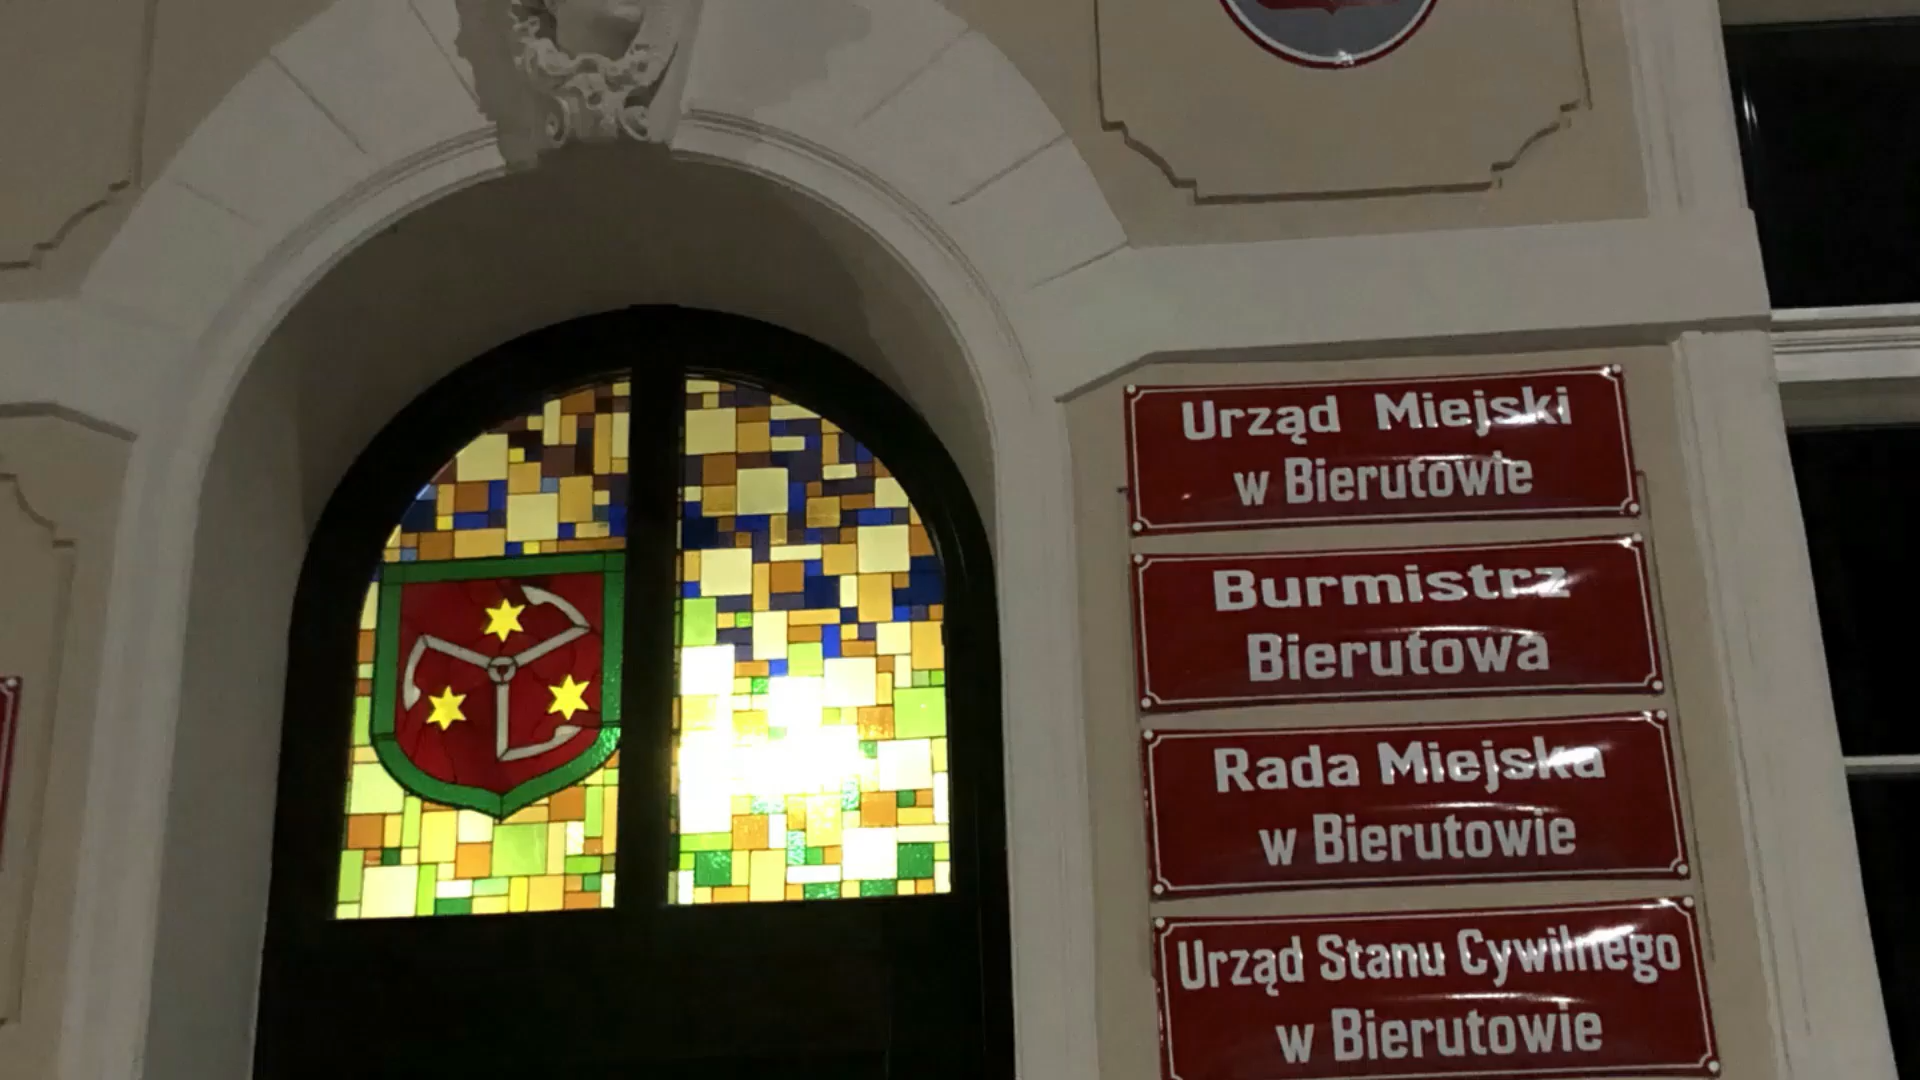 Urząd Miejski
w Bierutowie
Burmistrz
Bierutowa
Rada Miejska
w Bierutowie
Urząd Stanu Cywilnego
w Bierutowie